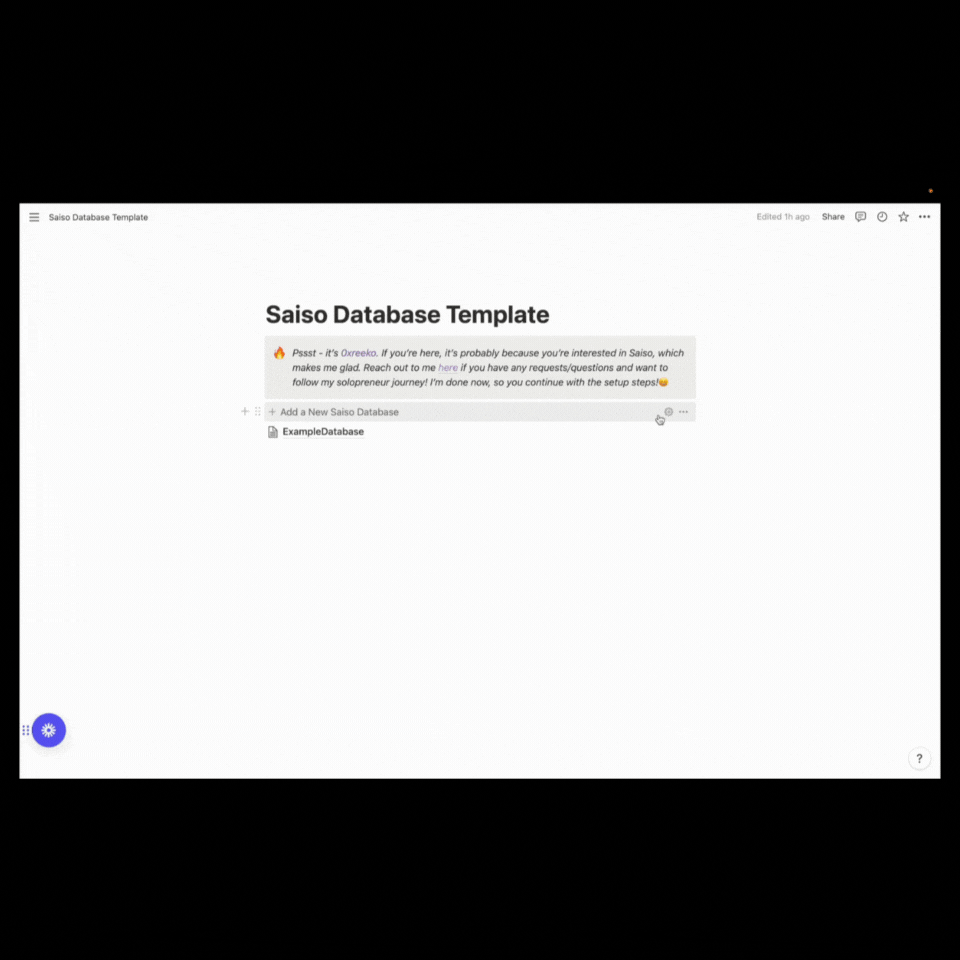 Saiso Database Template
Edited 1h ago Share
Saiso Database Template
Pssst - it's 0xreeko. If you're here, it's probably because you're interested in Saiso, which
makes me glad. Reach out to me here if you have any requests/questions and want to
follow my solopreneur journey! I'm done now, so you continue with the setup steps!😄
+ Add a New Saiso Database
ExampleDatabase
?